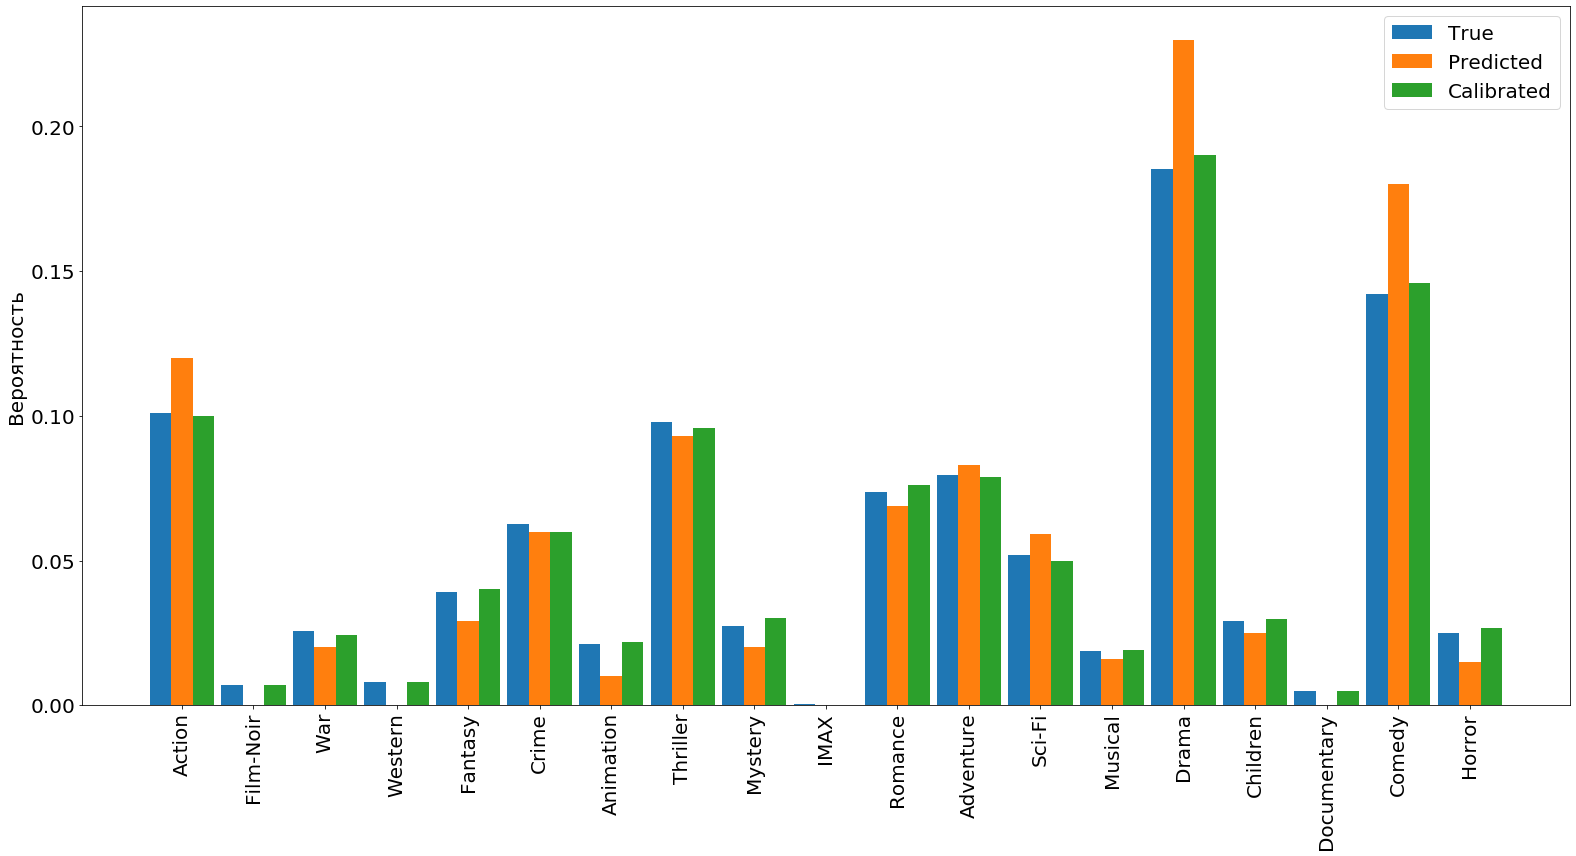 True
Predicted
Calibrated
Вероятность
0.20
0.15
0.10
0.05
0.00
Action
Film-Noir
War
Western
Fantasy
Crime
Animation
Thriller
Mystery
IMAX
Romance
Adventure
Sci-Fi
Musical
Drama
Children
Documentary
Comedy
Horror